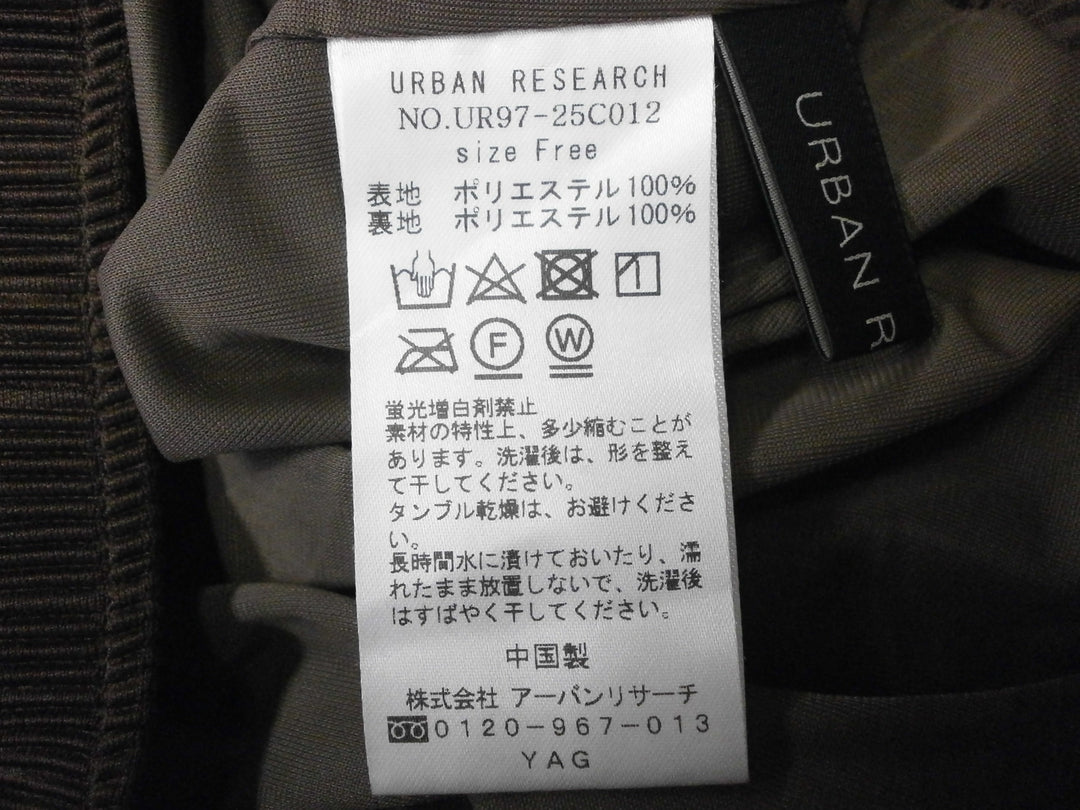 URBAN RESEARCH
NO.UR97-25C012
size Free
表地 ポリエステル100%
裏地 ポリエステル100%
F W
蛍光増白剤禁止
素材の特性上、多少縮むことが
あります。洗濯後は、形を整え
て干してください。
タンブル乾燥は、お避けくださ
い。
長時間水に漬けておいたり、濡
れたまま放置しないで、洗濯後
はすばやく干してください。
中国製
株式会社 アーバンリサーチ
0120-967-013
YAG
URBAN R